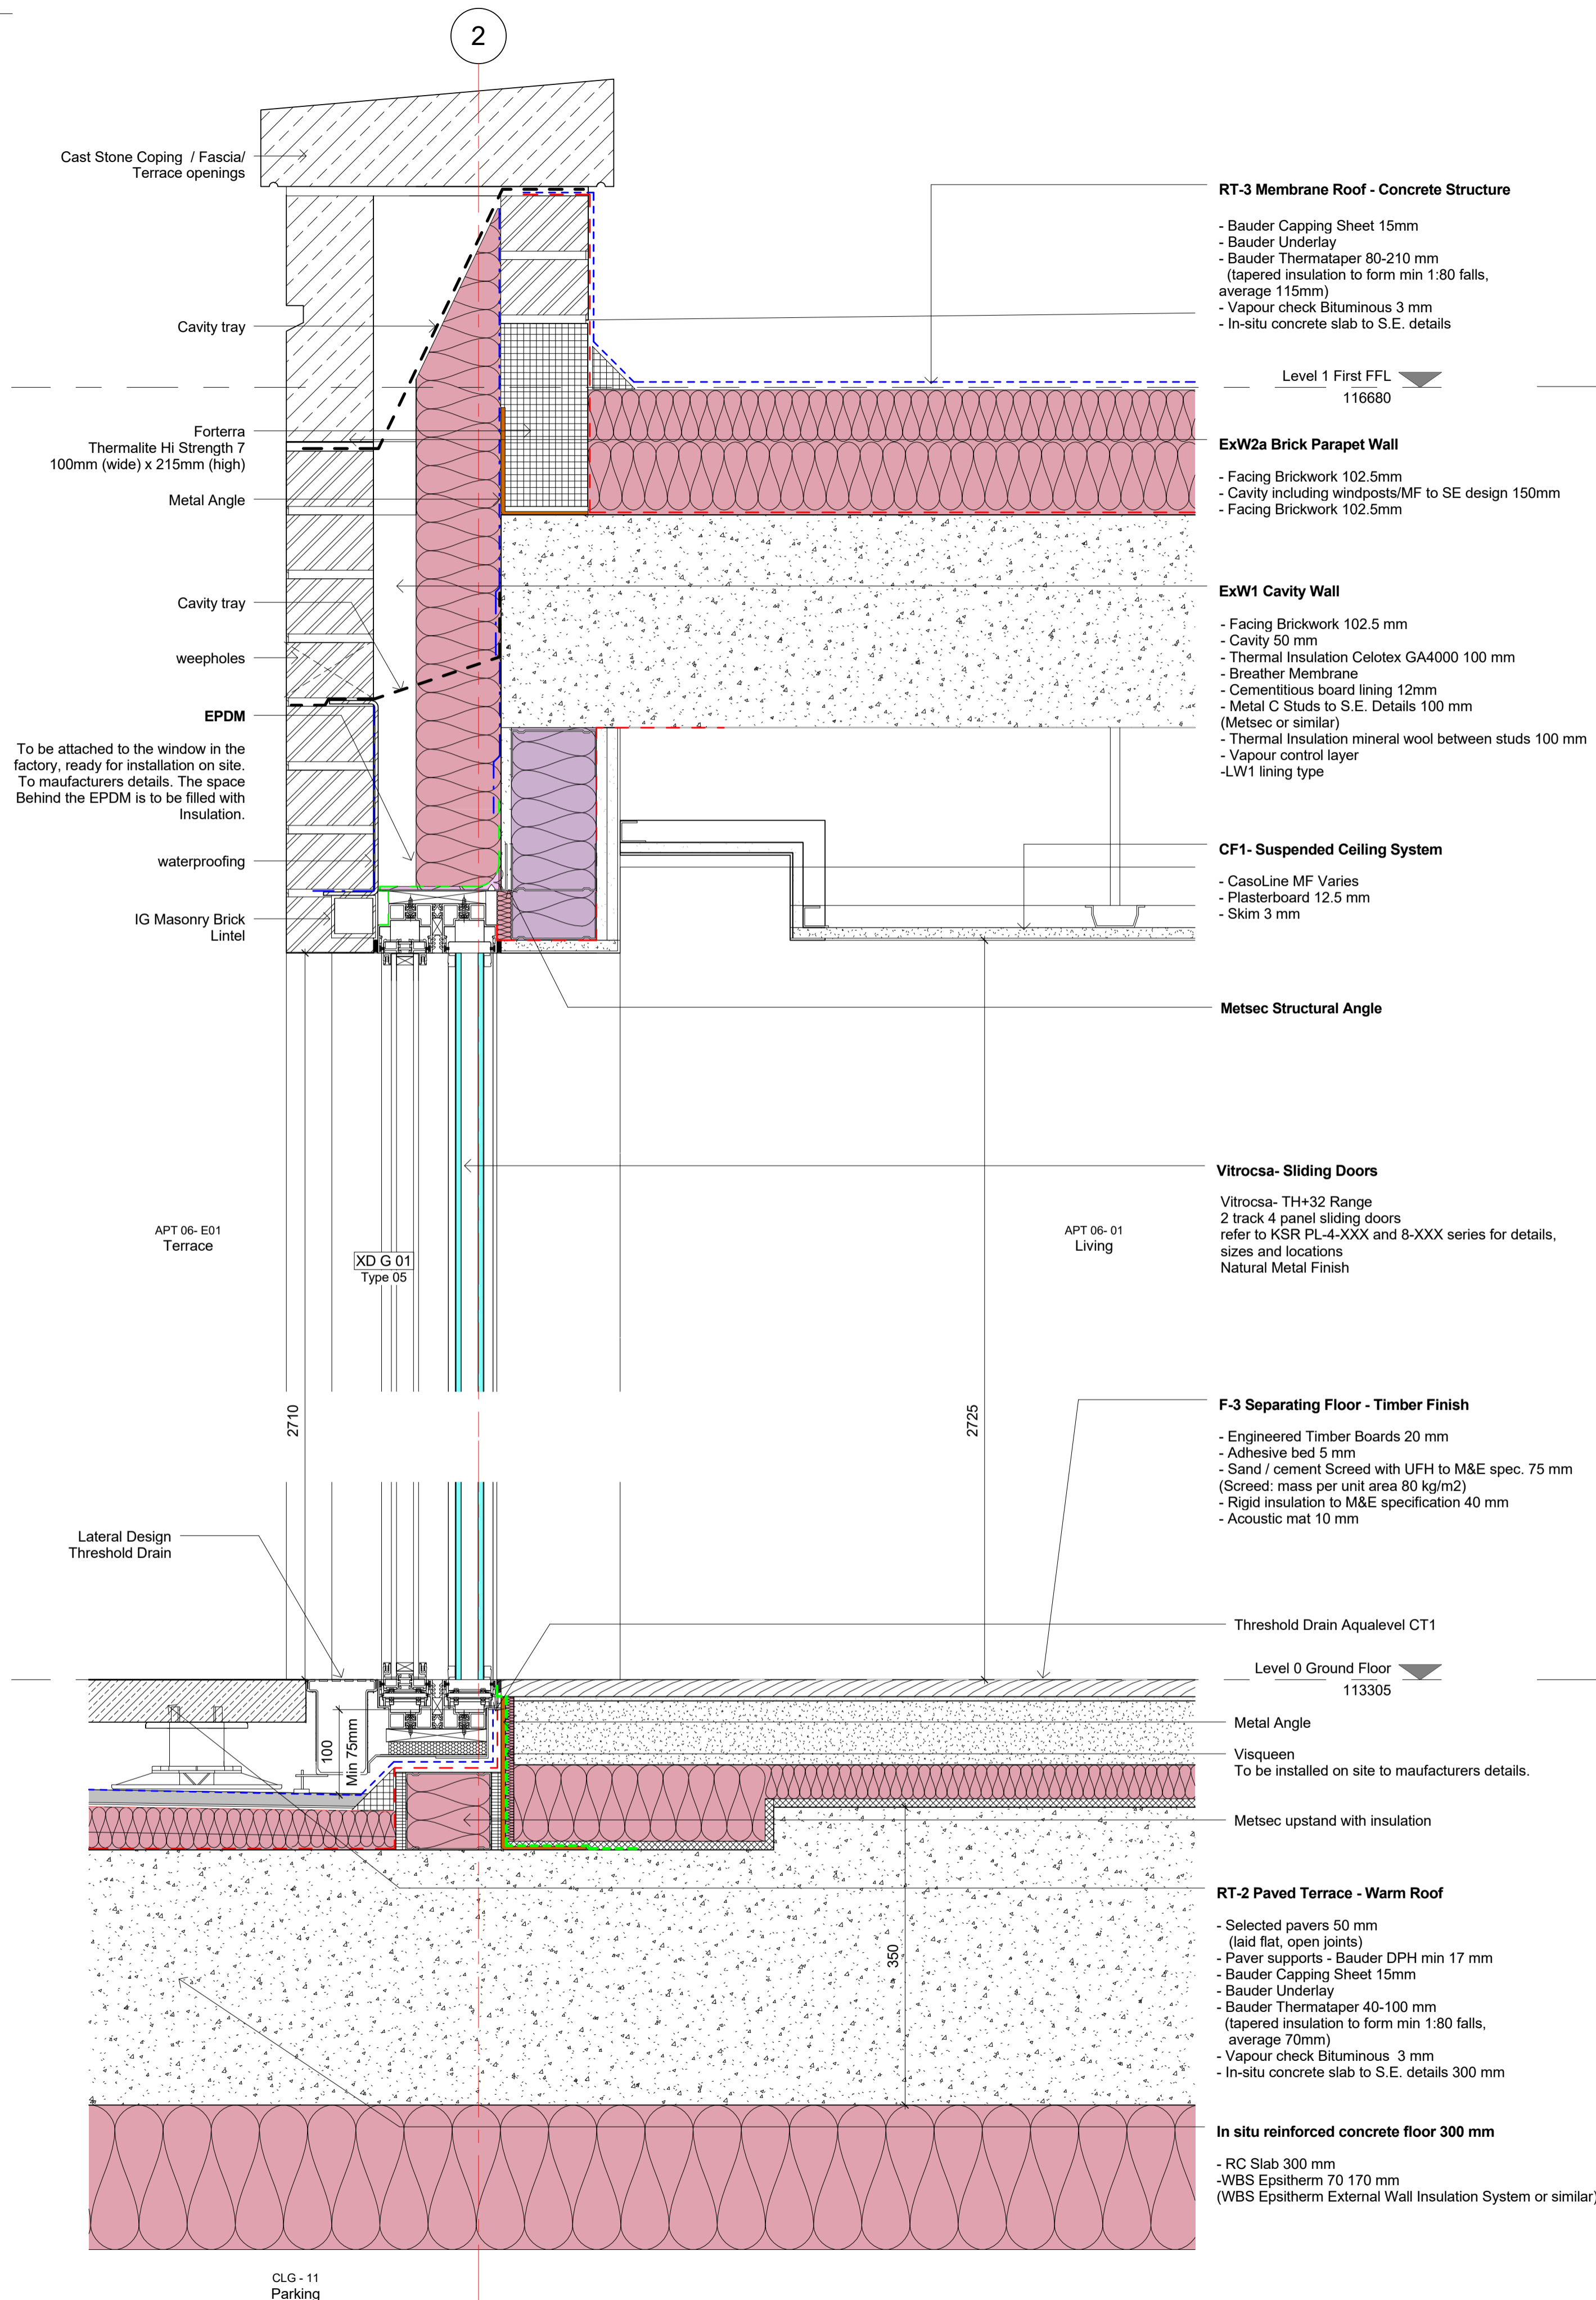 2
Cast Stone Coping / Fascia/
Terrace openings
Cavity tray
Forterra
Thermalite Hi Strength 7
100mm (wide) x 215mm (high)
Metal Angle
Cavity tray
weepholes
EPDM
To be attached to the window in the
factory, ready for installation on site.
To maufacturers details. The space
Behind the EPDM is to be filled with
Insulation.
waterproofing
IG Masonry Brick
Lintel
RT-3 Membrane Roof - Concrete Structure
- Bauder Capping Sheet 15mm
- Bauder Underlay
- Bauder Thermataper 80-210 mm
(tapered insulation to form min 1:80 falls,
average 115mm)
- Vapour check Bituminous 3 mm
- In-situ concrete slab to S.E. details
Level 1 First FFL
116680
ExW2a Brick Parapet Wall
- Facing Brickwork 102.5mm
- Cavity including windposts/MF to SE design 150mm
- Facing Brickwork 102.5mm
ExW1 Cavity Wall
- Facing Brickwork 102.5 mm
- Cavity 50 mm
- Thermal Insulation Celotex GA4000 100 mm
- Breather Membrane
- Cementitious board lining 12mm
- Metal C Studs to S.E. Details 100 mm
(Metsec or similar)
- Thermal Insulation mineral wool between studs 100 mm
- Vapour control layer
-LW1 lining type
CF1- Suspended Ceiling System
- CasoLine MF Varies
- Plasterboard 12.5 mm
- Skim 3 mm
Metsec Structural Angle
Vitrocsa- Sliding Doors
Vitrocsa- TH+32 Range
2 track 4 panel sliding doors
refer to KSR PL-4-XXX and 8-XXX series for details,
sizes and locations
Natural Metal Finish
APT 06- E01
Terrace
XD G 01
Type 05
APT 06- 01
Living
2710
2725
F-3 Separating Floor - Timber Finish
- Engineered Timber Boards 20 mm
- Adhesive bed 5 mm
- Sand / cement Screed with UFH to M&E spec. 75 mm
(Screed: mass per unit area 80 kg/m2)
- Rigid insulation to M&E specification 40 mm
- Acoustic mat 10 mm
Lateral Design
Threshold Drain
Threshold Drain Aqualevel CT1
Level 0 Ground Floor
113305
Metal Angle
Visqueen
To be installed on site to maufacturers details.
Metsec upstand with insulation
100
Min 75mm
350
RT-2 Paved Terrace - Warm Roof
- Selected pavers 50 mm
(laid flat, open joints)
- Paver supports - Bauder DPH min 17 mm
- Bauder Capping Sheet 15mm
- Bauder Underlay
- Bauder Thermataper 40-100 mm
(tapered insulation to form min 1:80 falls,
average 70mm)
- Vapour check Bituminous 3 mm
- In-situ concrete slab to S.E. details 300 mm
In situ reinforced concrete floor 300 mm
- RC Slab 300 mm
-WBS Epsitherm 70 170 mm
(WBS Epsitherm External Wall Insulation System or similar)
CLG - 11
Parking